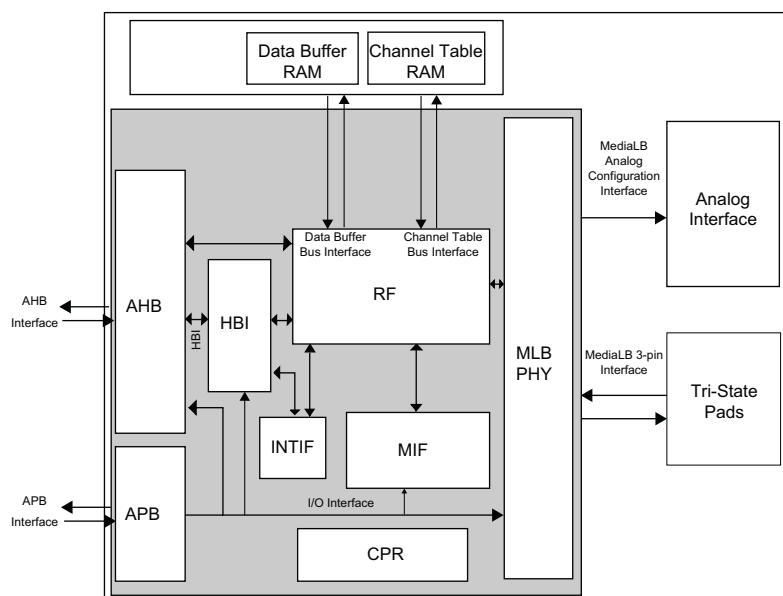 Data Buffer
RAM
Channel Table
RAM
MediaLB
Analog
Configuration
Interface
Analog
Interface
Data Buffer
Bus Interface
Channel Table
Bus Interface
RF
AHB
HBI
HBI
AHB
Interface
MLB
PHY
MediaLB 3-pin
Interface
Tri-State
Pads
INTIF
MIF
I/O Interface
APB
APB
Interface
CPR